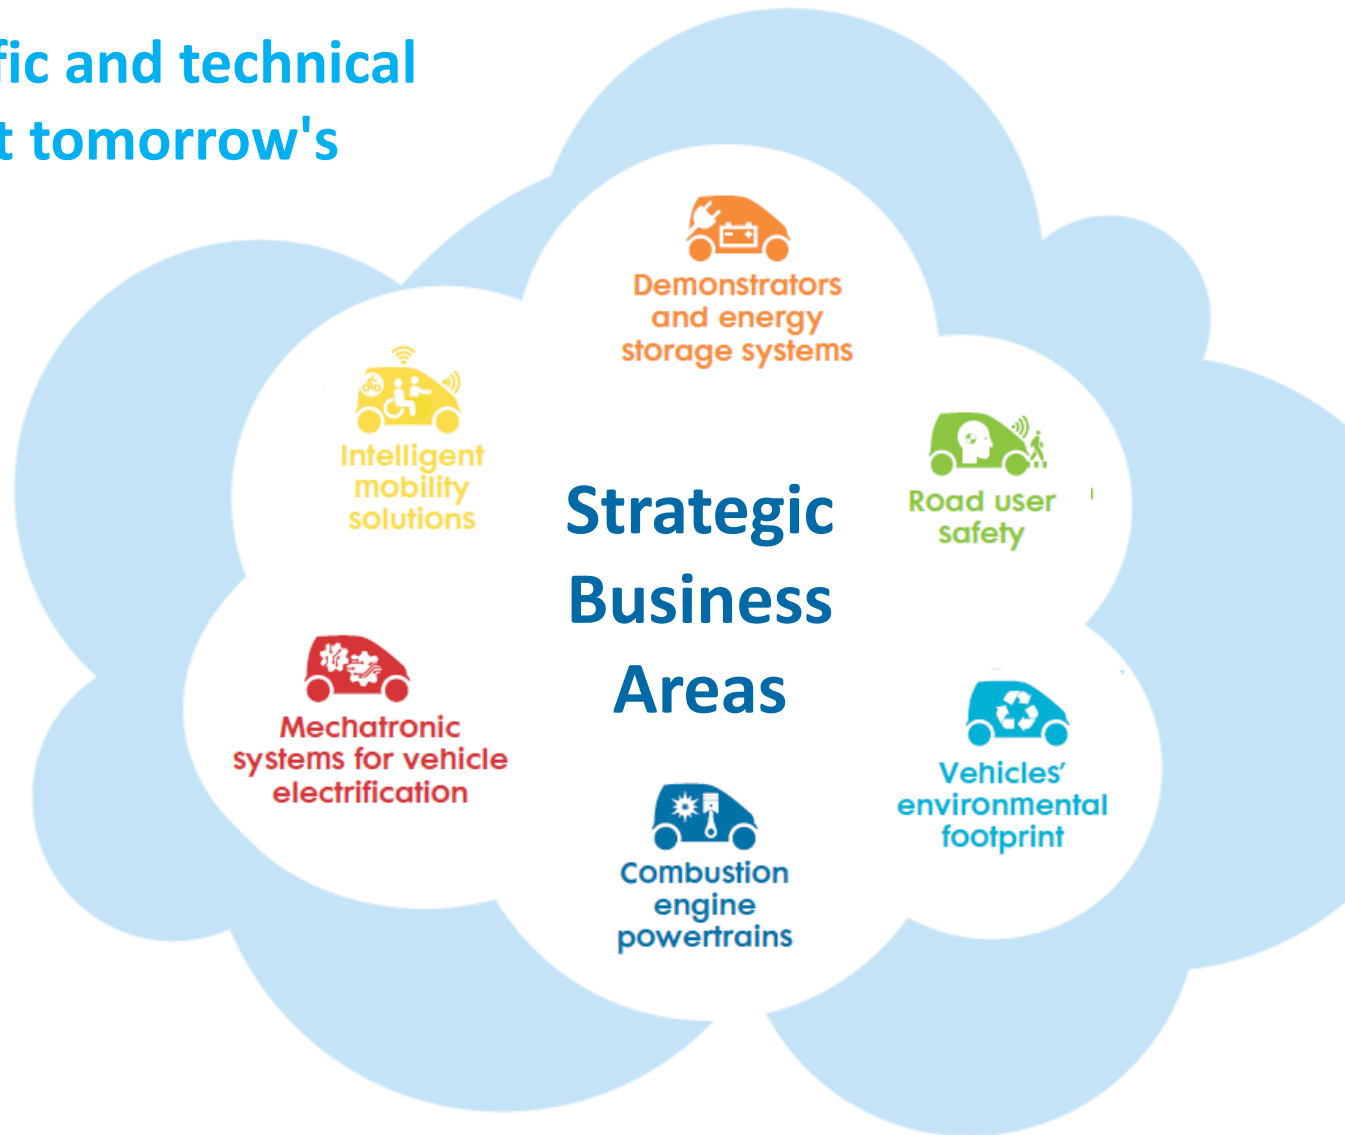 fic and technical
t tomorrow's
Demonstrators
and energy
storage systems
Intelligent
mobility
solutions
Road user
safety
Strategic
Business
Areas
Mechatronic
systems for vehicle
electrification
Vehicles'
environmental
footprint
Combustion
engine
powertrains